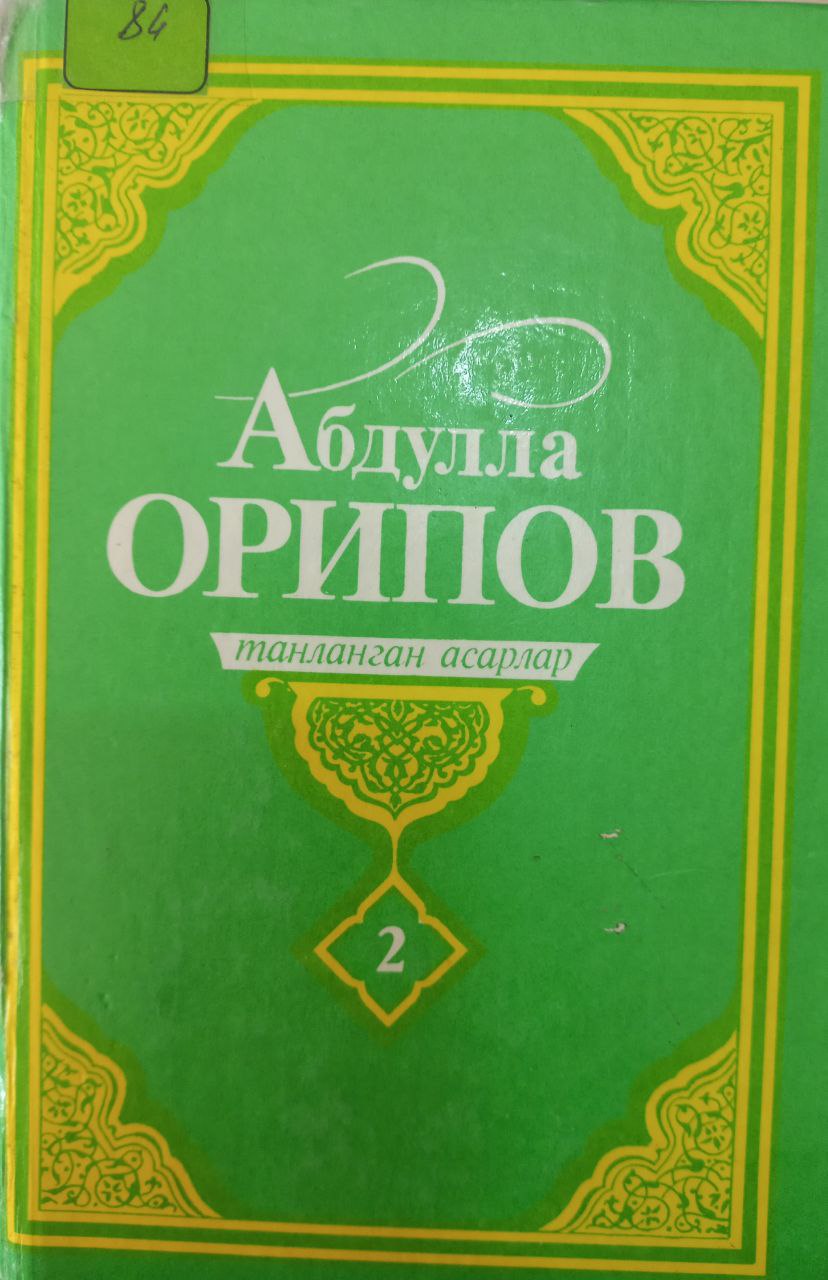 84
Абдулла
ОРИПОВ
танланган асарлар
2